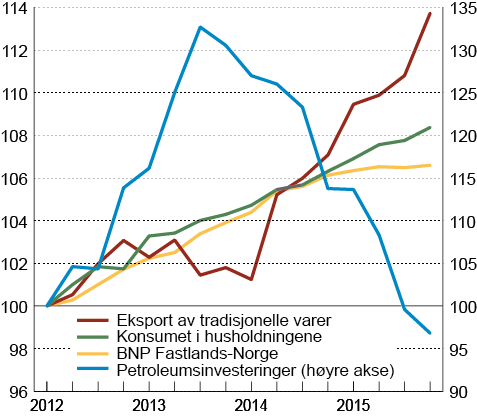 114 135
112 130
110 125
108 120
106 115
104 110
102 105
100 100
Eksport av tradisjonelle varer
Konsumet i husholdningene
98 95
BNP Fastlands-Norge
Petroleumsinvesteringer (høyre akse)
96 90
2012 2013 2014 2015